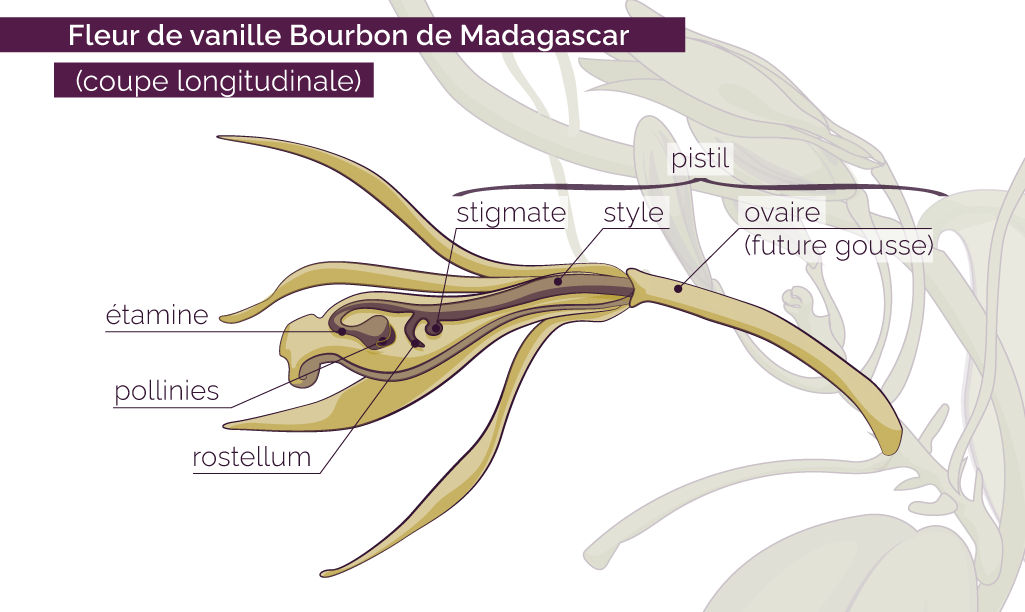 Fleur de vanille Bourbon de Madagascar
(coupe longitudinale)
pistil
stigmate
style
ovaire
(future gousse)
étamine
pollinies
rostellum